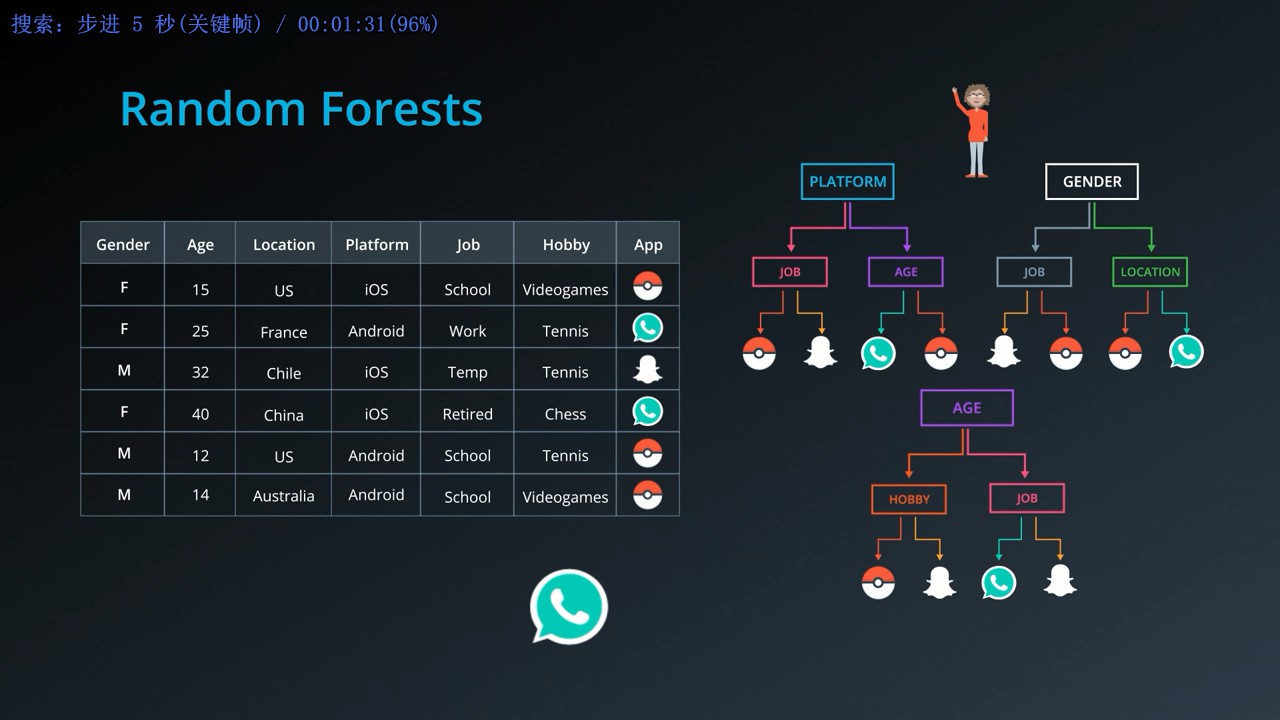 搜索: 步进 5 秒(关键帧) / 00:01:31(96%)
Random Forests
Gender Age Location Platform Job Hobby App
F 15 US iOS School Videogames
F 25 France Android Work Tennis
M 32 Chile iOS Temp Tennis
F 40 China iOS Retired Chess
M 12 US Android School Tennis
M 14 Australia Android School Videogames
PLATFORM GENDER
JOB AGE JOB LOCATION
AGE
HOBBY JOB